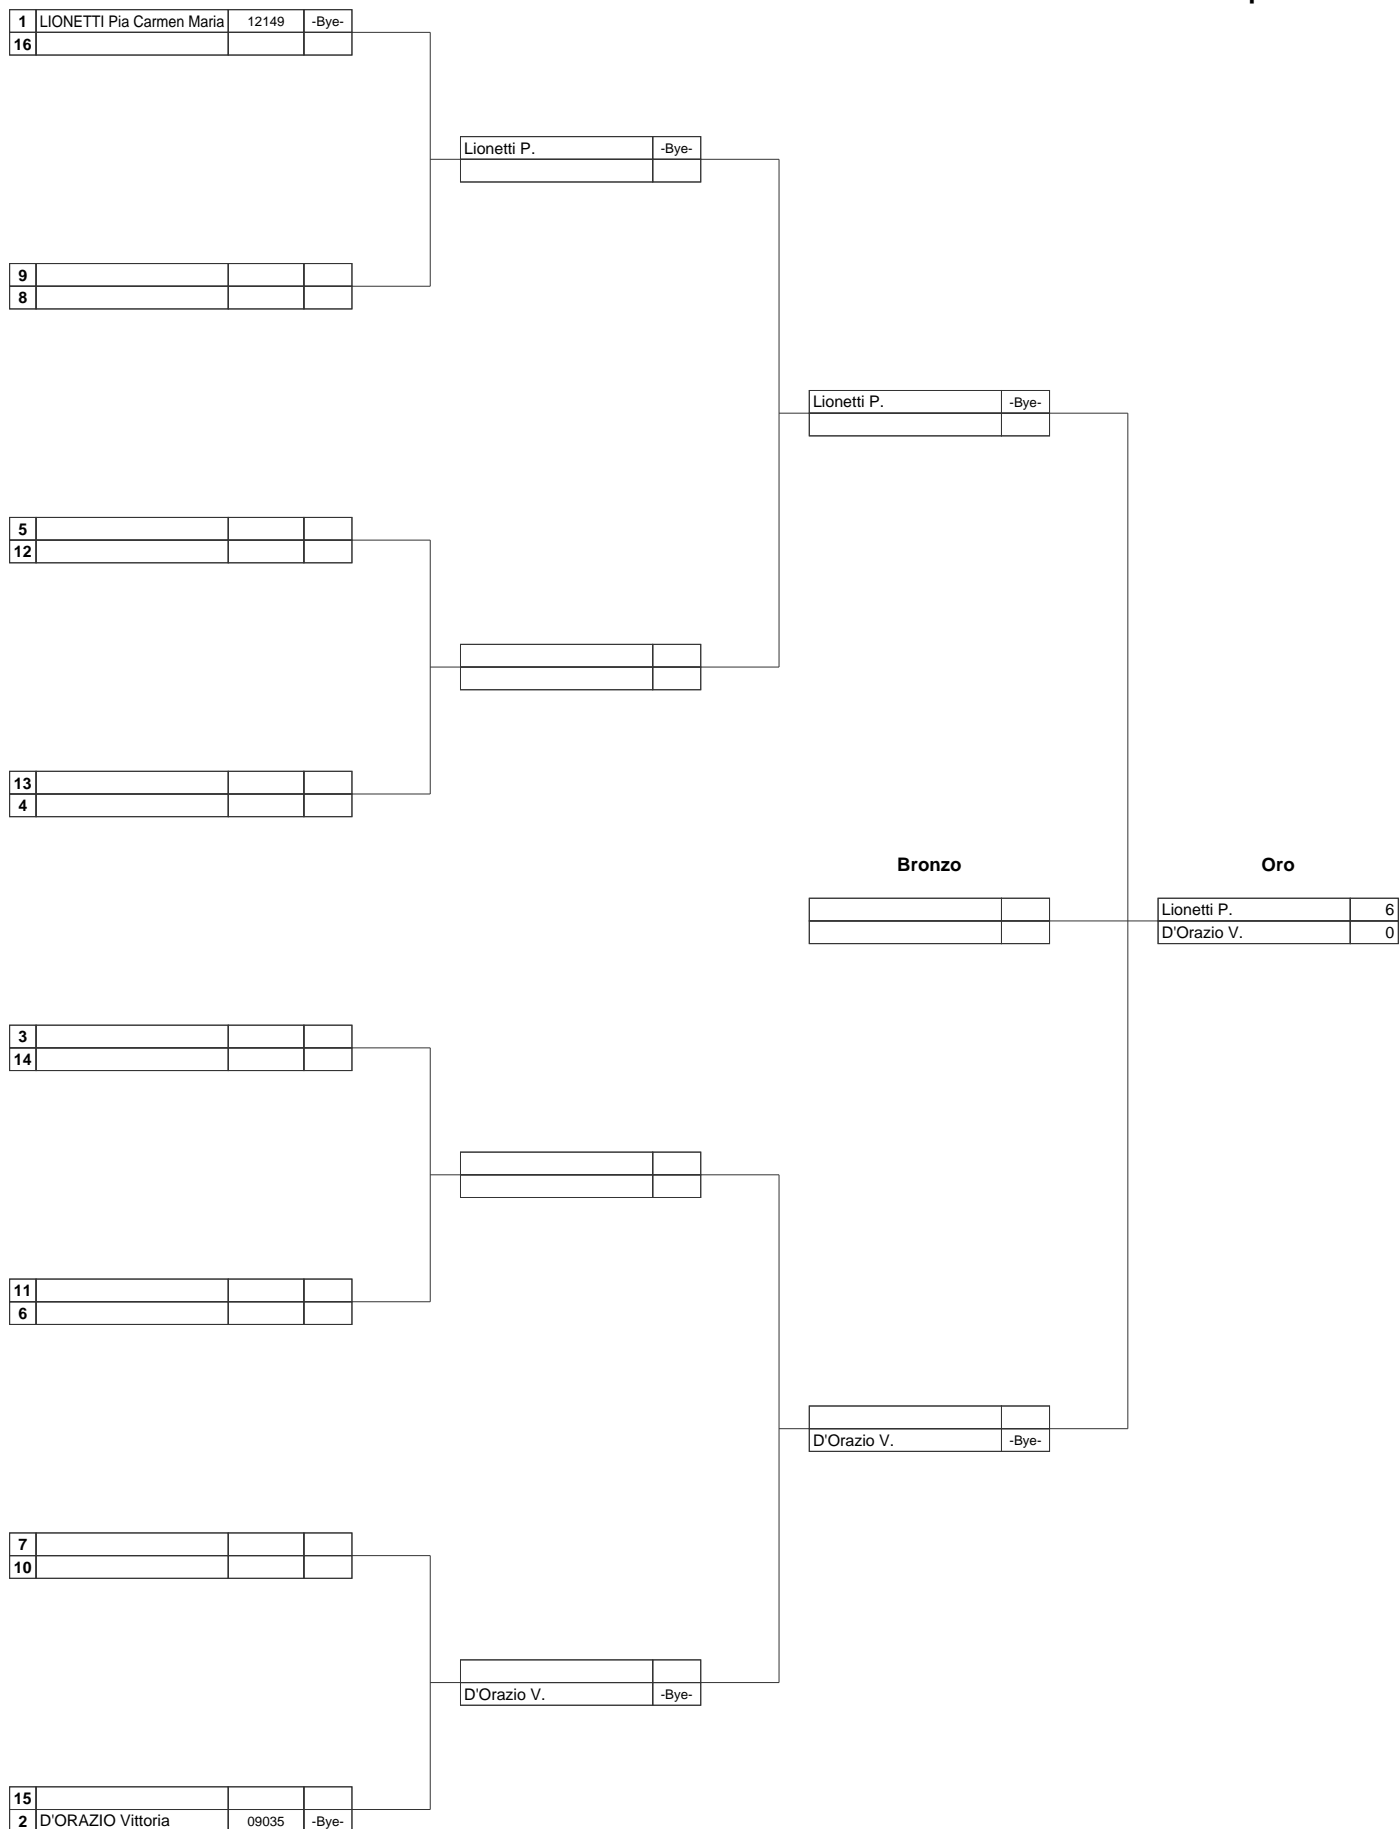 1 LIONETTI Pia Carmen Maria 12149 -Bye-
16
Lionetti P. -Bye-
9
8
Lionetti P. -Bye-
5
12
13
4
Bronzo Oro
Lionetti P. 6
D'Orazio V. 0
3
14
11
6
D'Orazio V. -Bye-
7
10
D'Orazio V. -Bye-
15
2 D'ORAZIO Vittoria 09035 -Bye-